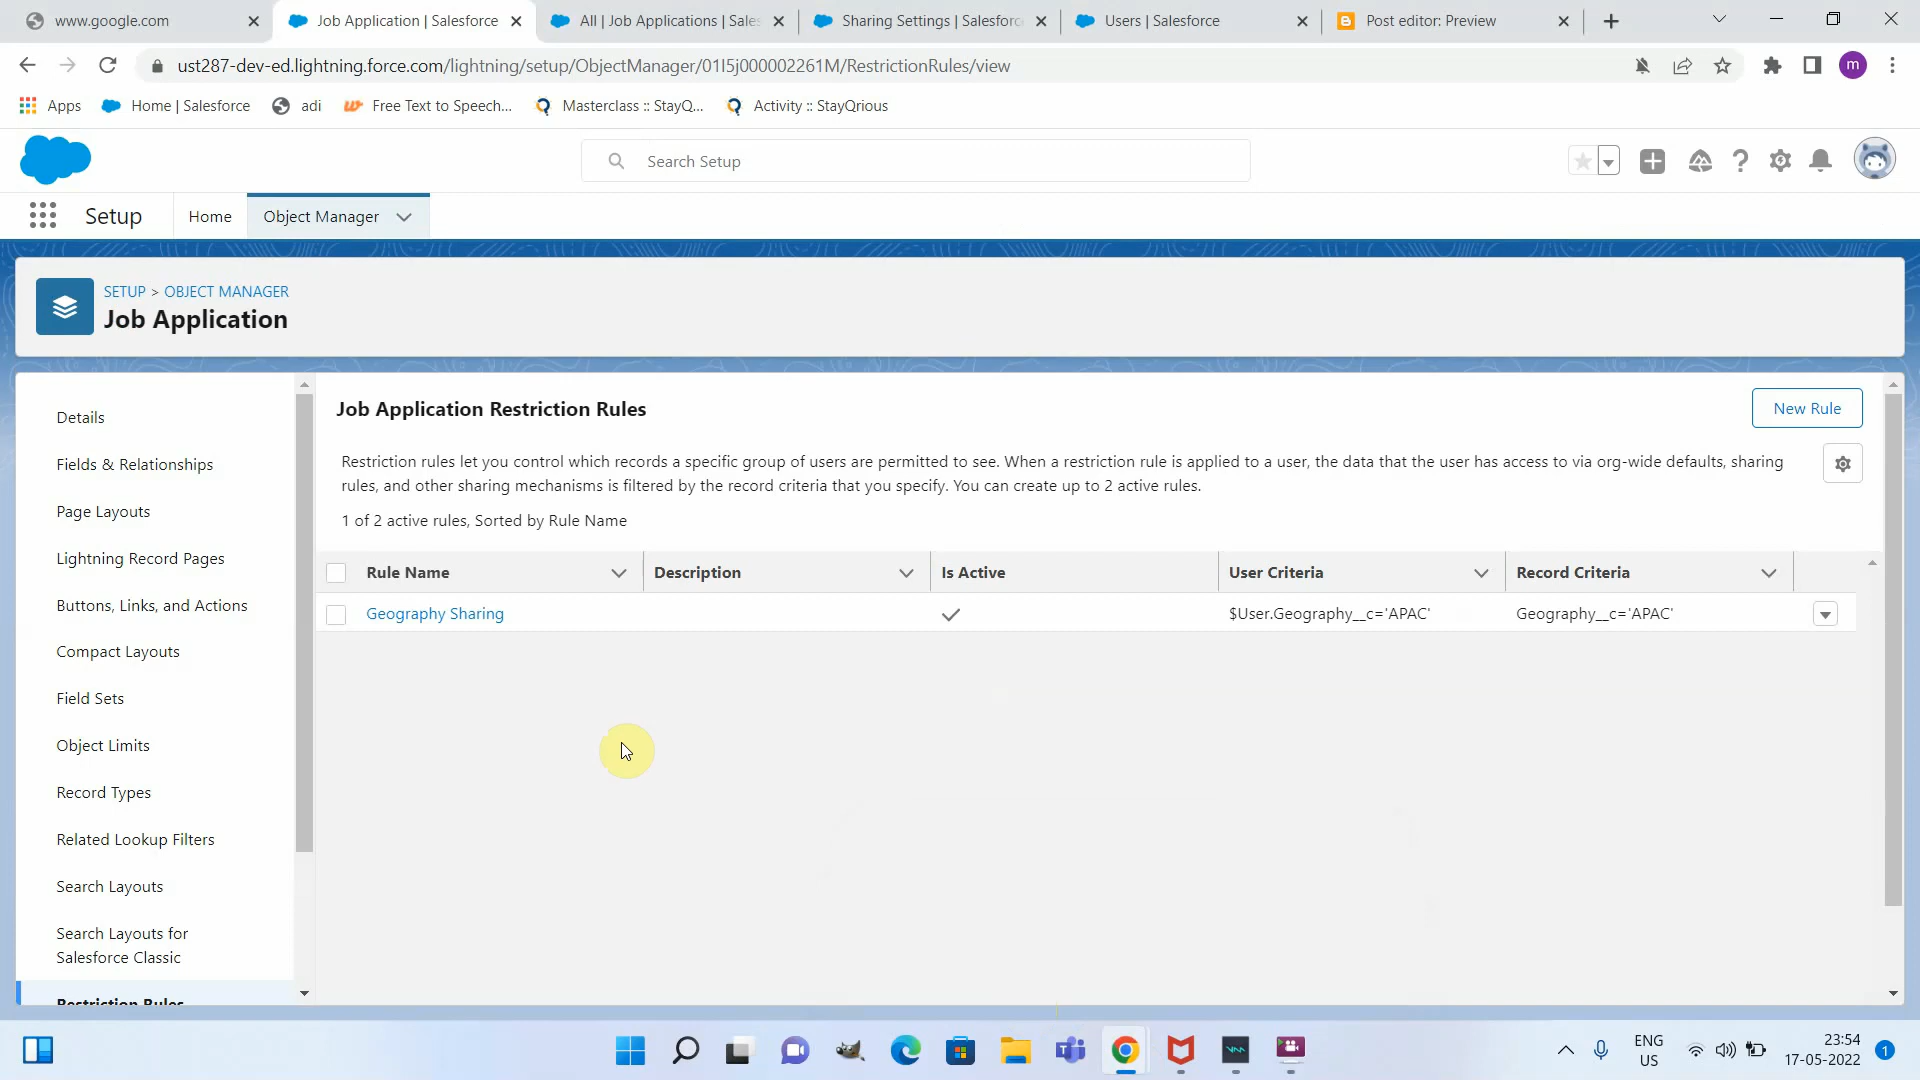 www.google.com
Job Application | Salesforce
All | Job Applications | Sales
Sharing Settings | Salesforc
Users | Salesforce
Post editor: Preview
ust287-dev-ed.lightning.force.com/lightning/setup/ObjectManager/01I5j000002261M/RestrictionRules/view
m
Apps
Home | Salesforce
adi
Free Text to Speech...
Masterclass :: StayQ...
Activity :: StayQrious
Search Setup
Setup
Home
Object Manager
SETUP > OBJECT MANAGER
Job Application
Details
Fields & Relationships
Page Layouts
Lightning Record Pages
Buttons, Links, and Actions
Compact Layouts
Field Sets
Object Limits
Record Types
Related Lookup Filters
Search Layouts
Search Layouts for
Salesforce Classic
Restriction Rules
Job Application Restriction Rules
New Rule
Restriction rules let you control which records a specific group of users are permitted to see. When a restriction rule is applied to a user, the data that the user has access to via org-wide defaults, sharing
rules, and other sharing mechanisms is filtered by the record criteria that you specify. You can create up to 2 active rules.
1 of 2 active rules, Sorted by Rule Name
Rule Name Description Is Active User Criteria Record Criteria
Geography Sharing $User.Geography__c='APAC' Geography__c='APAC'
ENG
US
23:54
17-05-2022
1